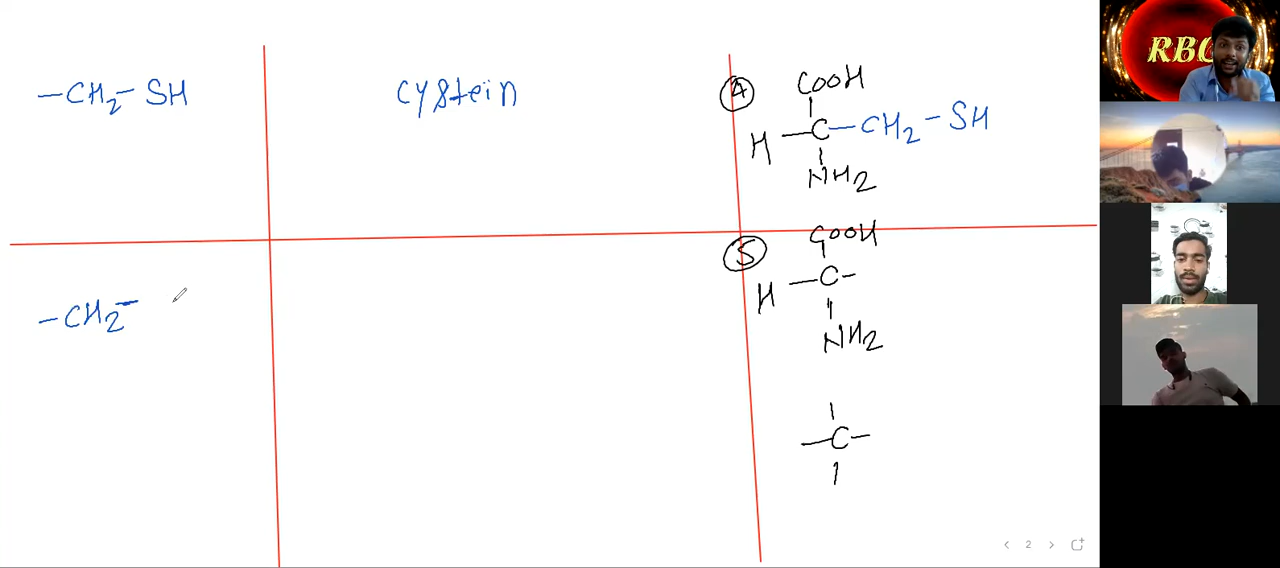 -CH2-SH
Cystein
4
COOH
H-C-CH2-SH
NH2
5
COOH
H-C-
NH2
-CH2-
-C-
2
RBC